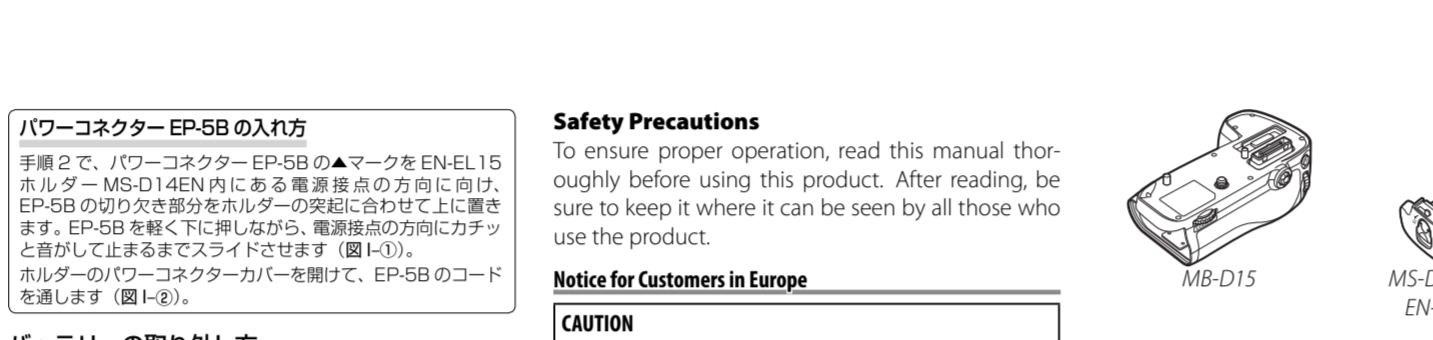 パワーコネクター EP-5B の入れ方
手順 2 で、パワーコネクター EP-5B の▲マークを EN-EL15
ホルダー MS-D14EN 内にある電源接点の方向に向け、
EP-5B の切り欠き部分をホルダーの突起に合わせて上に置き
ます。EP-5B を軽く下に押しながら、電源接点の方向にカチッ
と音がして止まるまでスライドさせます（図 I-①）。
ホルダーのパワーコネクターカバーを開けて、EP-5B のコード
を通します（図 I-②）。
Safety Precautions
To ensure proper operation, read this manual thor-
oughly before using this product. After reading, be
sure to keep it where it can be seen by all those who
use the product.
Notice for Customers in Europe
CAUTION
MB-D15
MS-D
EN-